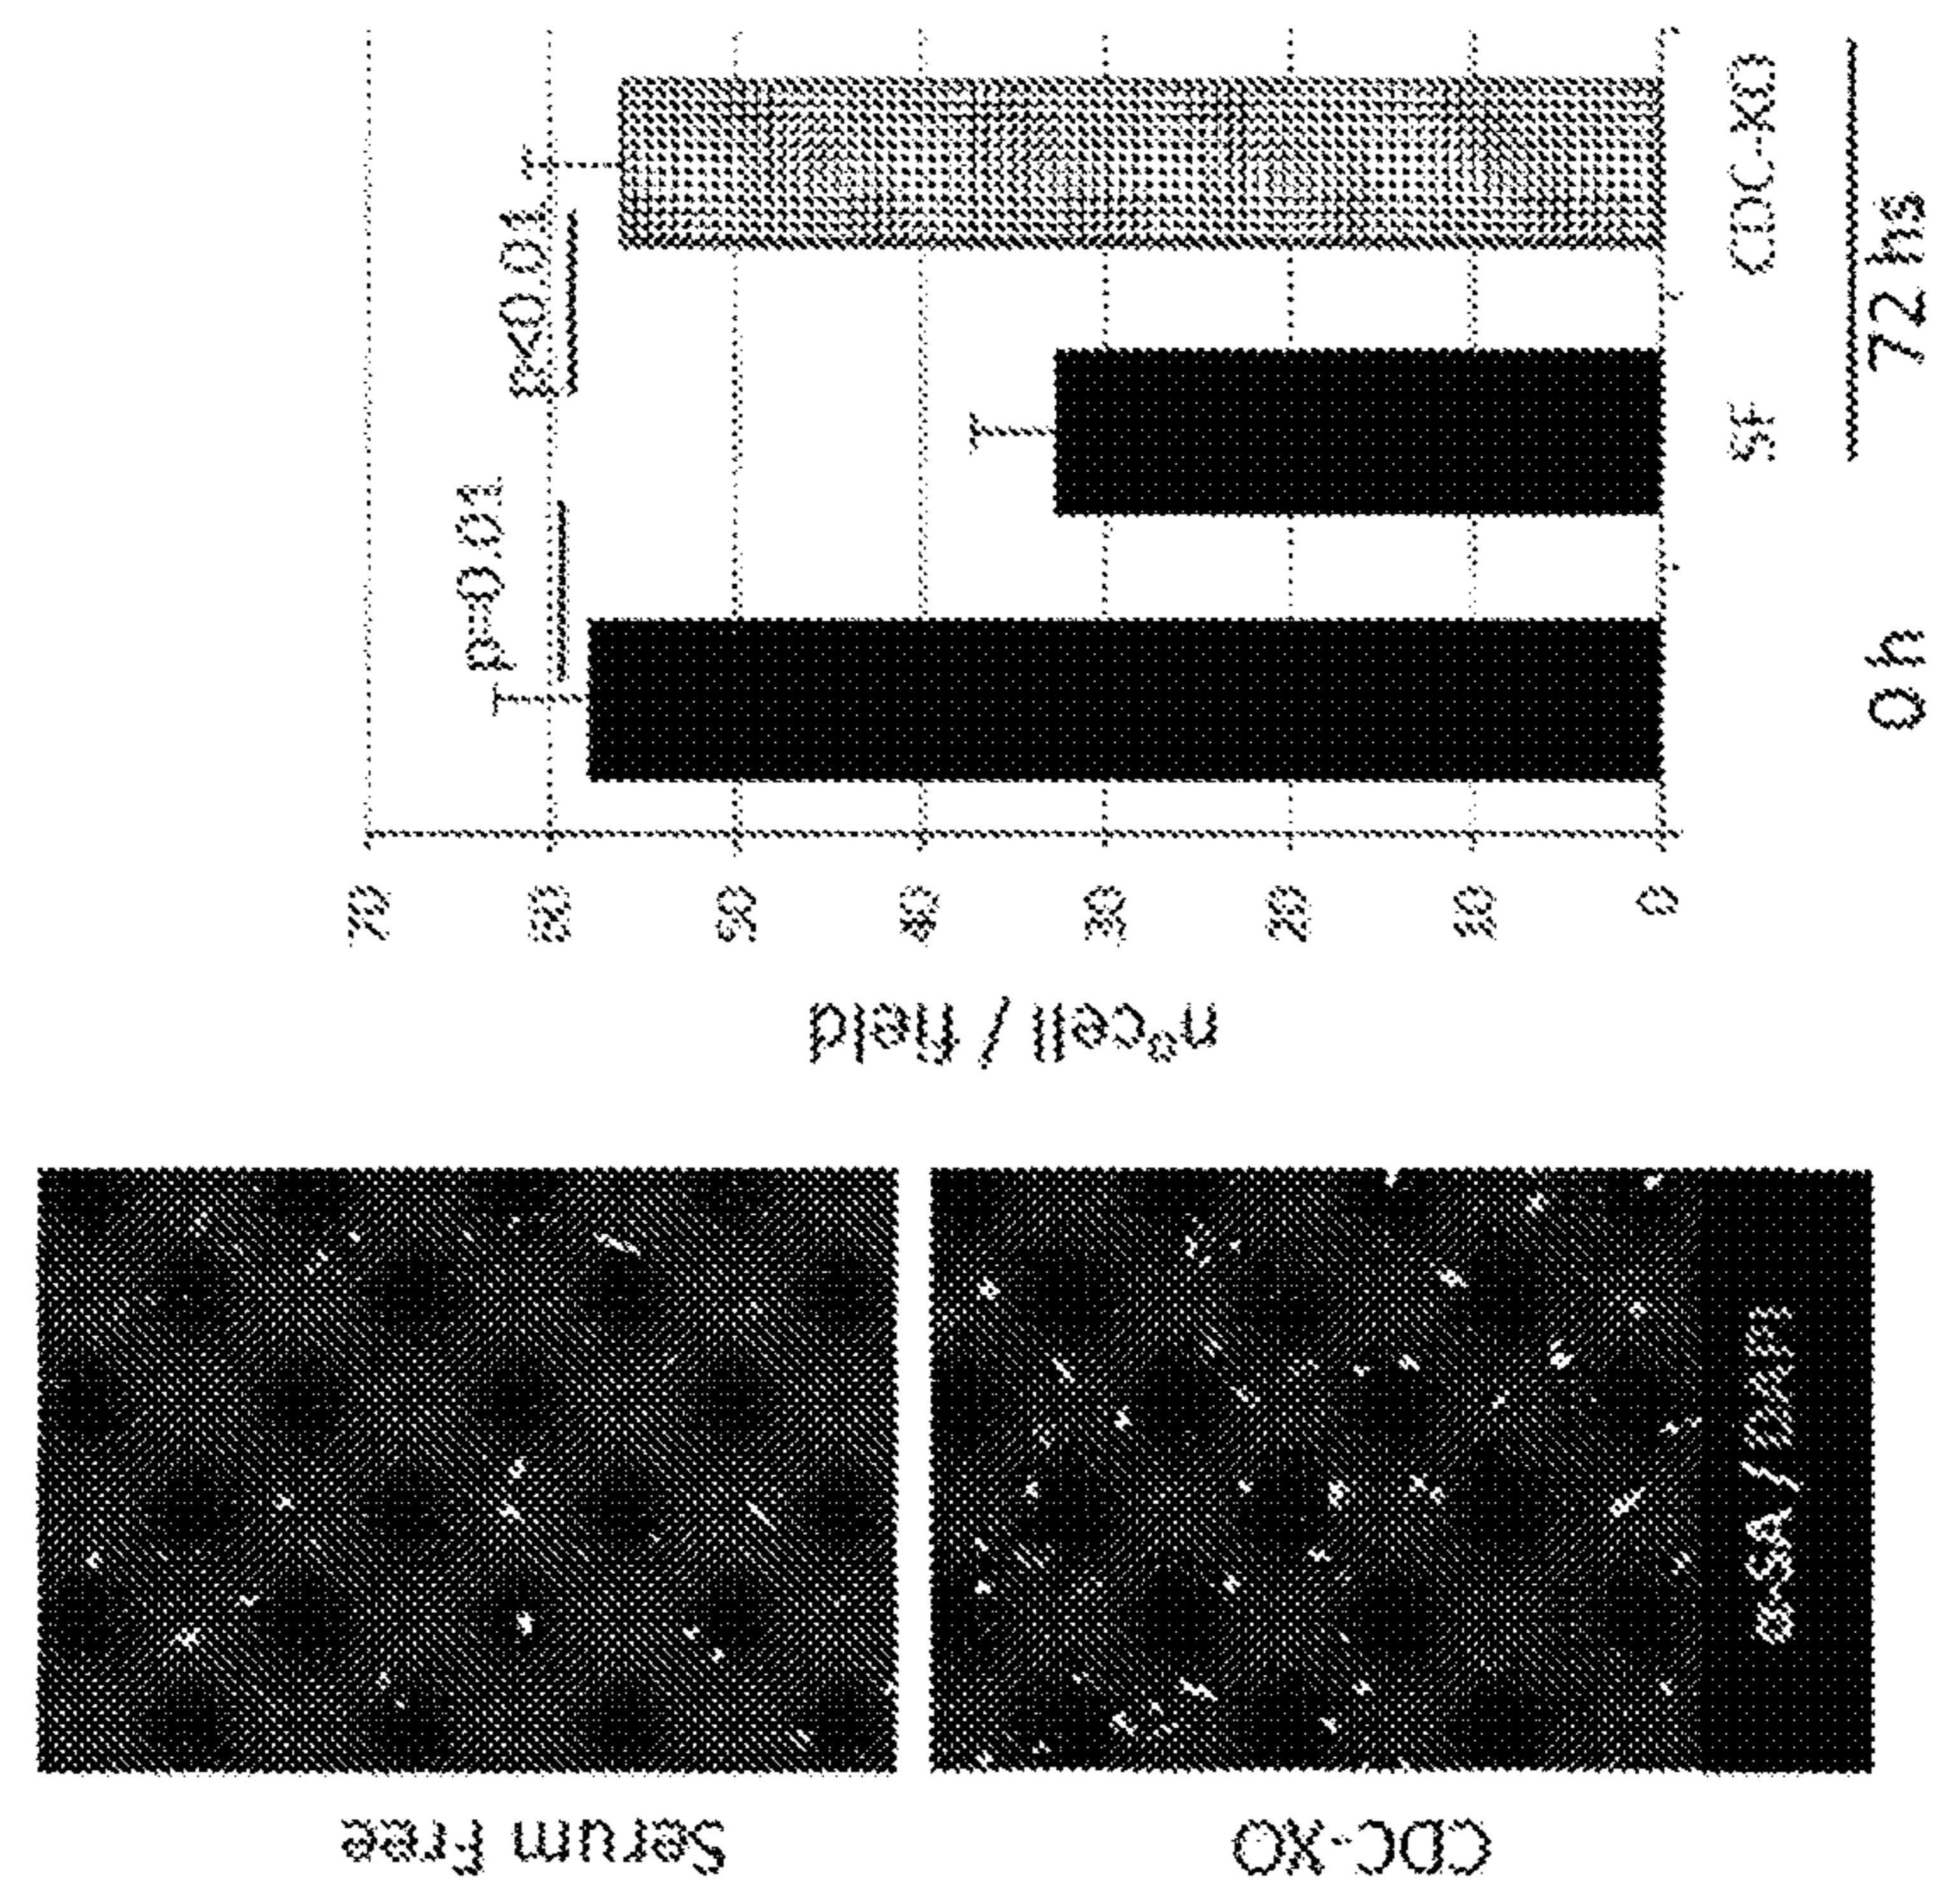 Serum Free
CDC-XO
α-SA / DAPI
n°cell / field
70
60
50
40
30
20
10
0
p=0.01
p<0.01
SF
CDC-XO
0 h
72 hs